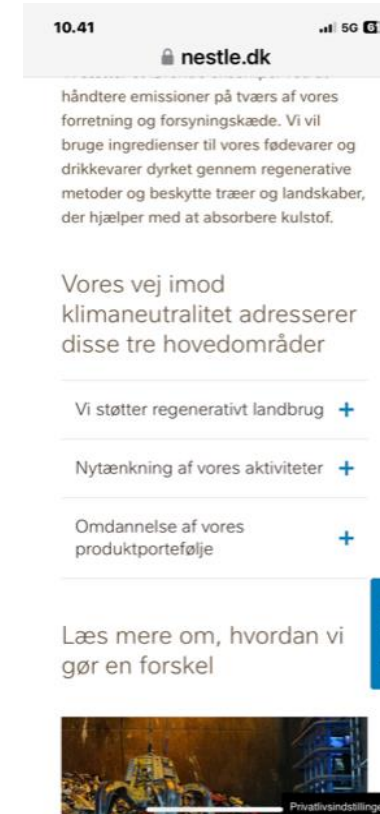 10.41
5G
nestle.dk
håndtere emissioner på tværs af vores
forretning og forsyningskæde. Vi vil
bruge ingredienser til vores fødevarer og
drikkevarer dyrket gennem regenerative
metoder og beskytte træer og landskaber,
der hjælper med at absorbere kulstof.
Vores vej imod
klimaneutralitet adresserer
disse tre hovedområder
Vi støtter regenerativt landbrug +
Nytænkning af vores aktiviteter +
Omdannelse af vores
produktportefølje +
Læs mere om, hvordan vi
gør en forskel